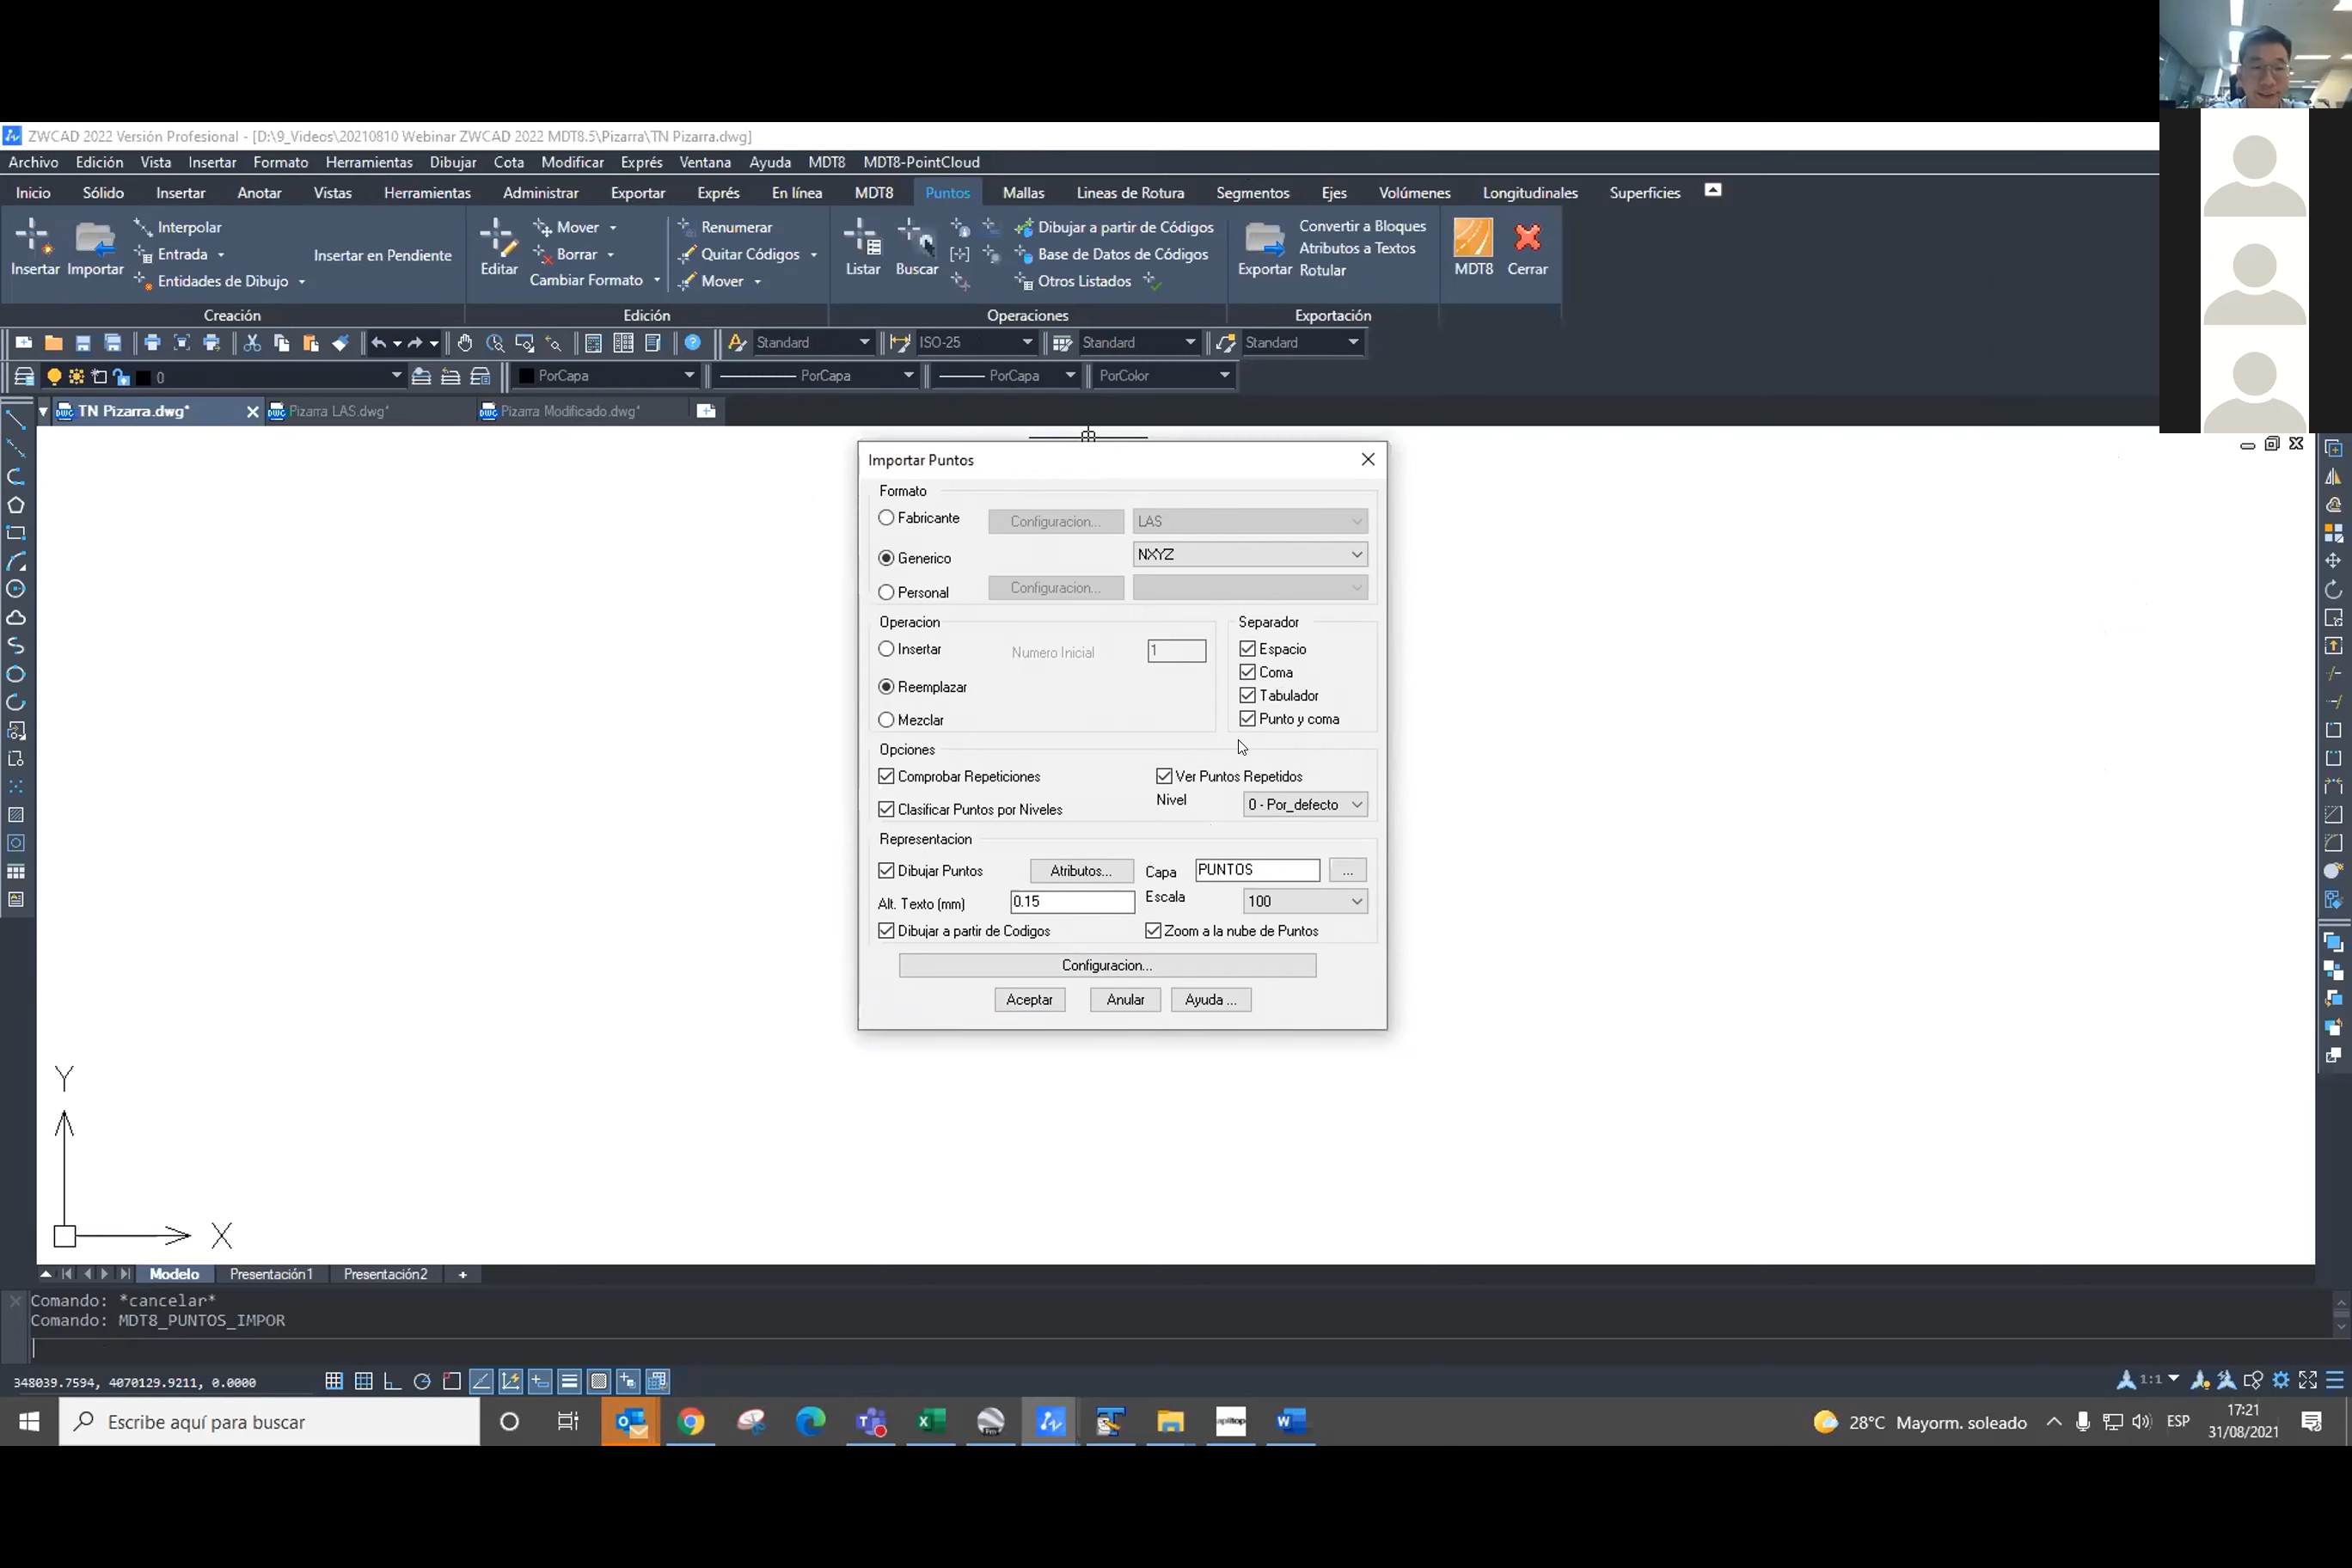 ZWCAD 2022 Versión Profesional - [D:\9_Videos\20210810 Webinar ZWCAD 2022 MDT8.5\Pizarra\TN Pizarra.dwg]
Archivo Edición Vista Insertar Formato Herramientas Dibujar Cota Modificar Exprés Ventana Ayuda MDT8 MDT8-PointCloud
Inicio Sólido Insertar Anotar Vistas Herramientas Administrar Exportar Exprés En línea MDT8 Puntos Mallas Lineas de Rotura Segmentos Ejes Volúmenes Longitudinales Superficies
Interpolar Mover Renumerar Dibujar a partir de Códigos Convertir a Bloques
Entrada Insertar en Pendiente Borrar Quitar Códigos Base de Datos de Códigos Atributos a Textos
Insertar Importar Editar Listar Buscar Exportar Rotular MDT8 Cerrar
Entidades de Dibujo Cambiar Formato Mover Otros Listados
Creación Edición Operaciones Exportación
Standard ISO-25 Standard Standard
0 PorCapa PorCapa PorCapa PorColor
TN Pizarra.dwg* Pizarra LAS.dwg* Pizarra Modificado.dwg*
Importar Puntos
Formato
Fabricante Configuracion... LAS
Generico NXYZ
Personal Configuracion...
Operacion Separador
Insertar Numero Inicial 1 Espacio
Coma
Reemplazar Tabulador
Mezclar Punto y coma
Opciones
Comprobar Repeticiones Ver Puntos Repetidos
Clasificar Puntos por Niveles Nivel 0 - Por_defecto
Representacion
Dibujar Puntos Atributos... Capa PUNTOS ...
Alt. Texto (mm) 0.15 Escala 100
Dibujar a partir de Codigos Zoom a la nube de Puntos
Configuracion...
Aceptar Anular Ayuda ...
Y
X
Modelo Presentación1 Presentación2 +
Comando: *cancelar*
Comando: MDT8_PUNTOS_IMPOR
348039.7594, 4070129.9211, 0.0000 1:1
Escribe aquí para buscar
28°C Mayorm. soleado ESP 17:21
31/08/2021